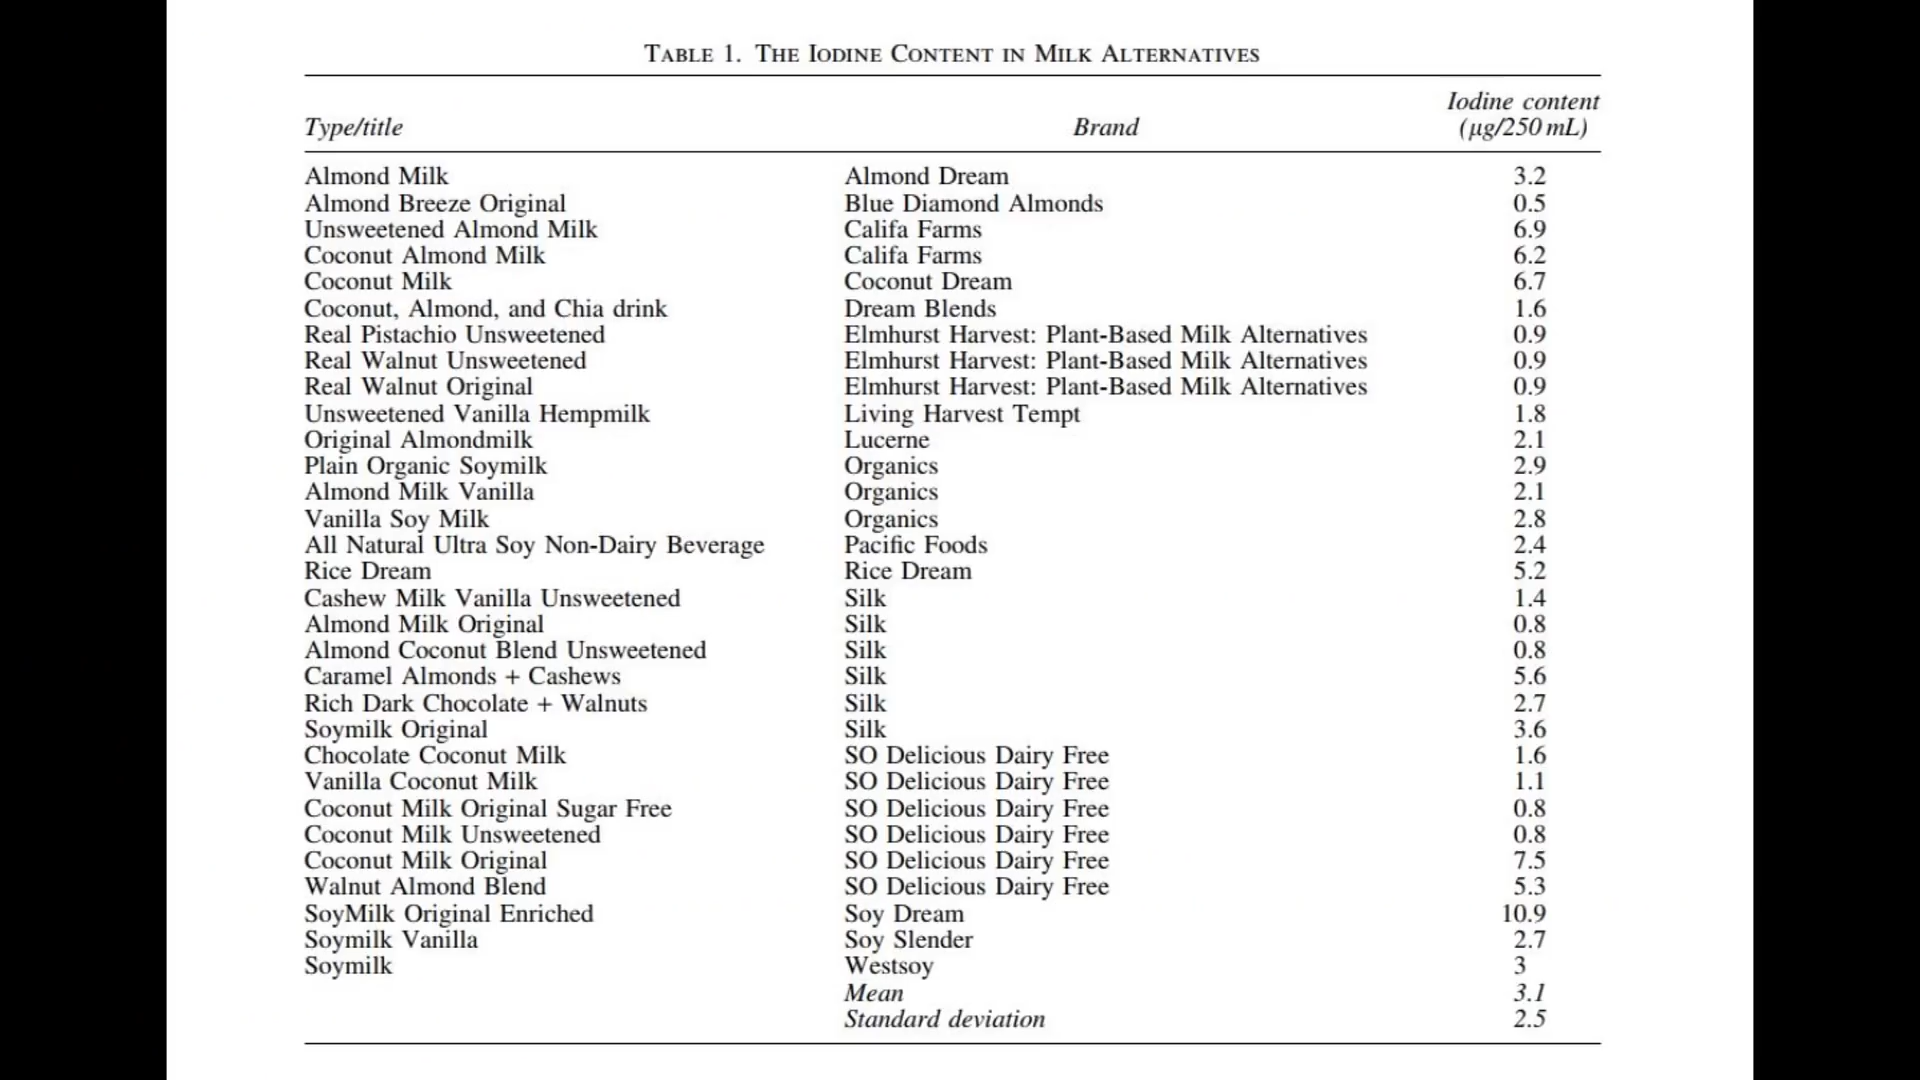 TABLE 1. THE IODINE CONTENT IN MILK ALTERNATIVES
Iodine content
Type/title Brand (μg/250 mL)
Almond Milk Almond Dream 3.2
Almond Breeze Original Blue Diamond Almonds 0.5
Unsweetened Almond Milk Califa Farms 6.9
Coconut Almond Milk Califa Farms 6.2
Coconut Milk Coconut Dream 6.7
Coconut, Almond, and Chia drink Dream Blends 1.6
Real Pistachio Unsweetened Elmhurst Harvest: Plant-Based Milk Alternatives 0.9
Real Walnut Unsweetened Elmhurst Harvest: Plant-Based Milk Alternatives 0.9
Real Walnut Original Elmhurst Harvest: Plant-Based Milk Alternatives 0.9
Unsweetened Vanilla Hempmilk Living Harvest Tempt 1.8
Original Almondmilk Lucerne 2.1
Plain Organic Soymilk Organics 2.9
Almond Milk Vanilla Organics 2.1
Vanilla Soy Milk Organics 2.8
All Natural Ultra Soy Non-Dairy Beverage Pacific Foods 2.4
Rice Dream Rice Dream 5.2
Cashew Milk Vanilla Unsweetened Silk 1.4
Almond Milk Original Silk 0.8
Almond Coconut Blend Unsweetened Silk 0.8
Caramel Almonds + Cashews Silk 5.6
Rich Dark Chocolate + Walnuts Silk 2.7
Soymilk Original Silk 3.6
Chocolate Coconut Milk SO Delicious Dairy Free 1.6
Vanilla Coconut Milk SO Delicious Dairy Free 1.1
Coconut Milk Original Sugar Free SO Delicious Dairy Free 0.8
Coconut Milk Unsweetened SO Delicious Dairy Free 0.8
Coconut Milk Original SO Delicious Dairy Free 7.5
Walnut Almond Blend SO Delicious Dairy Free 5.3
SoyMilk Original Enriched Soy Dream 10.9
Soymilk Vanilla Soy Slender 2.7
Soymilk Westsoy 3
Mean 3.1
Standard deviation 2.5